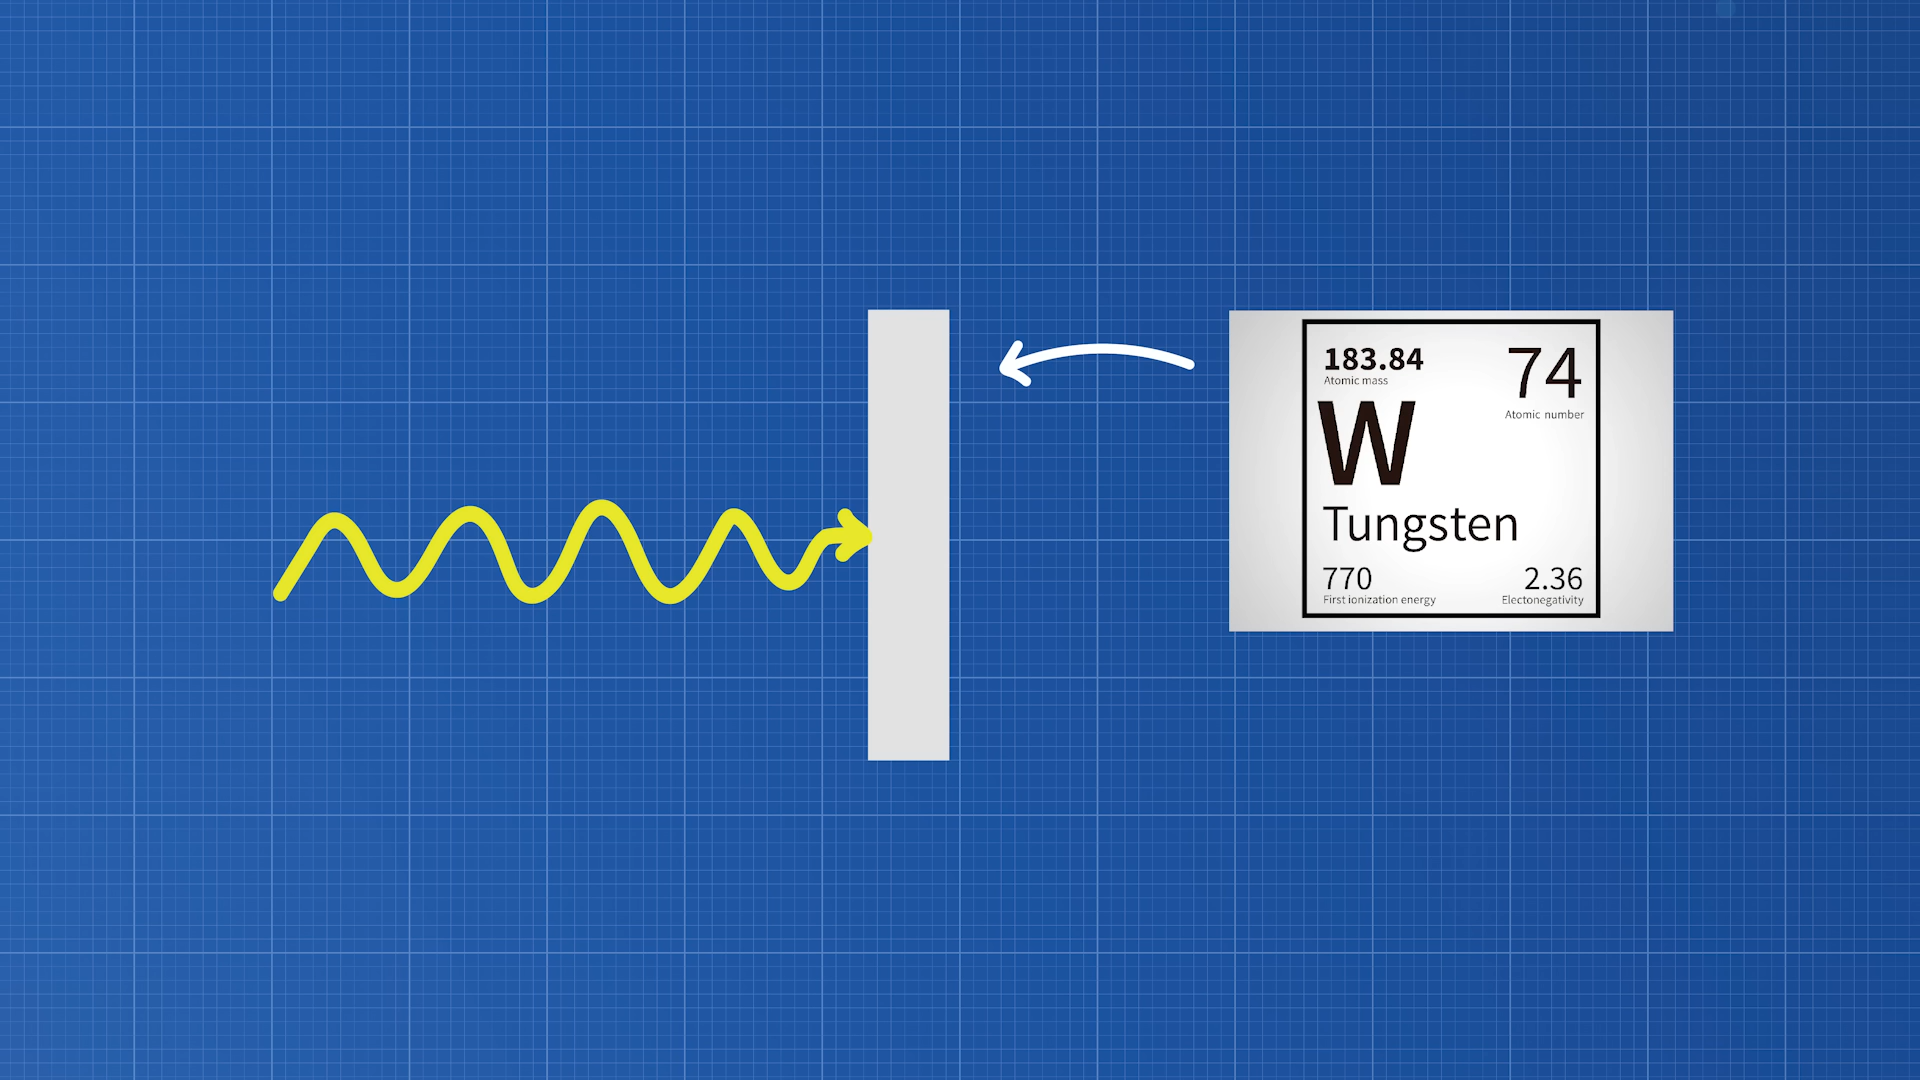 183.84
Atomic mass
74
Atomic number
W
Tungsten
770
First ionization energy
2.36
Electonegativity